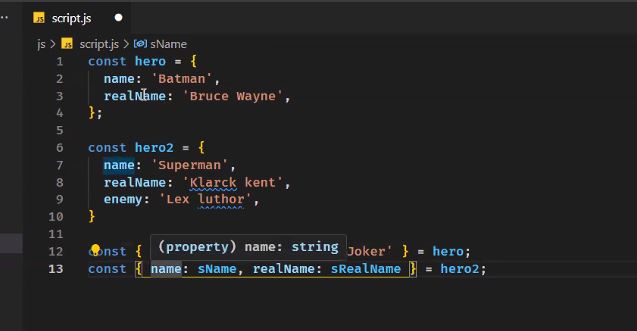 JS script.js
js > JS script.js > sName
1 const hero = {
2 name: 'Batman',
3 realName: 'Bruce Wayne',
4 };
5
6 const hero2 = {
7 name: 'Superman',
8 realName: 'Klarck kent',
9 enemy: 'Lex luthor',
10 }
11
(property) name: string
12 const { Joker' } = hero;
13 const { name: sName, realName: sRealName } = hero2;